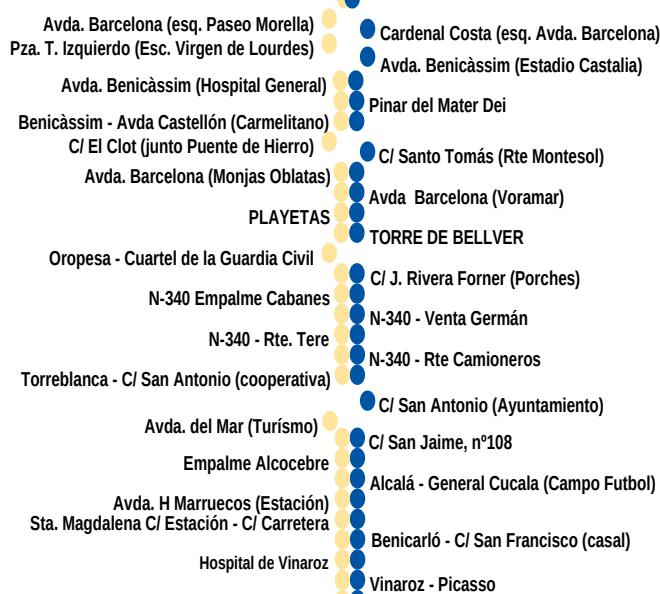 Avda. Barcelona (esq. Paseo Morella)
Cardenal Costa (esq. Avda. Barcelona)
Pza. T. Izquierdo (Esc. Virgen de Lourdes)
Avda. Benicàssim (Estadio Castalia)
Avda. Benicàssim (Hospital General)
Pinar del Mater Dei
Benicàssim - Avda Castellón (Carmelitano)
C/ El Clot (junto Puente de Hierro)
C/ Santo Tomás (Rte Montesol)
Avda. Barcelona (Monjas Oblatas)
Avda Barcelona (Voramar)
PLAYETAS
TORRE DE BELLVER
Oropesa - Cuartel de la Guardia Civil
C/ J. Rivera Forner (Porches)
N-340 Empalme Cabanes
N-340 - Venta Germán
N-340 - Rte. Tere
N-340 - Rte Camioneros
Torreblanca - C/ San Antonio (cooperativa)
C/ San Antonio (Ayuntamiento)
Avda. del Mar (Turísmo)
C/ San Jaime, nº108
Empalme Alcocebre
Alcalá - General Cucala (Campo Futbol)
Avda. H Marruecos (Estación)
Sta. Magdalena C/ Estación - C/ Carretera
Benicarló - C/ San Francisco (casal)
Hospital de Vinaroz
Vinaroz - Picasso